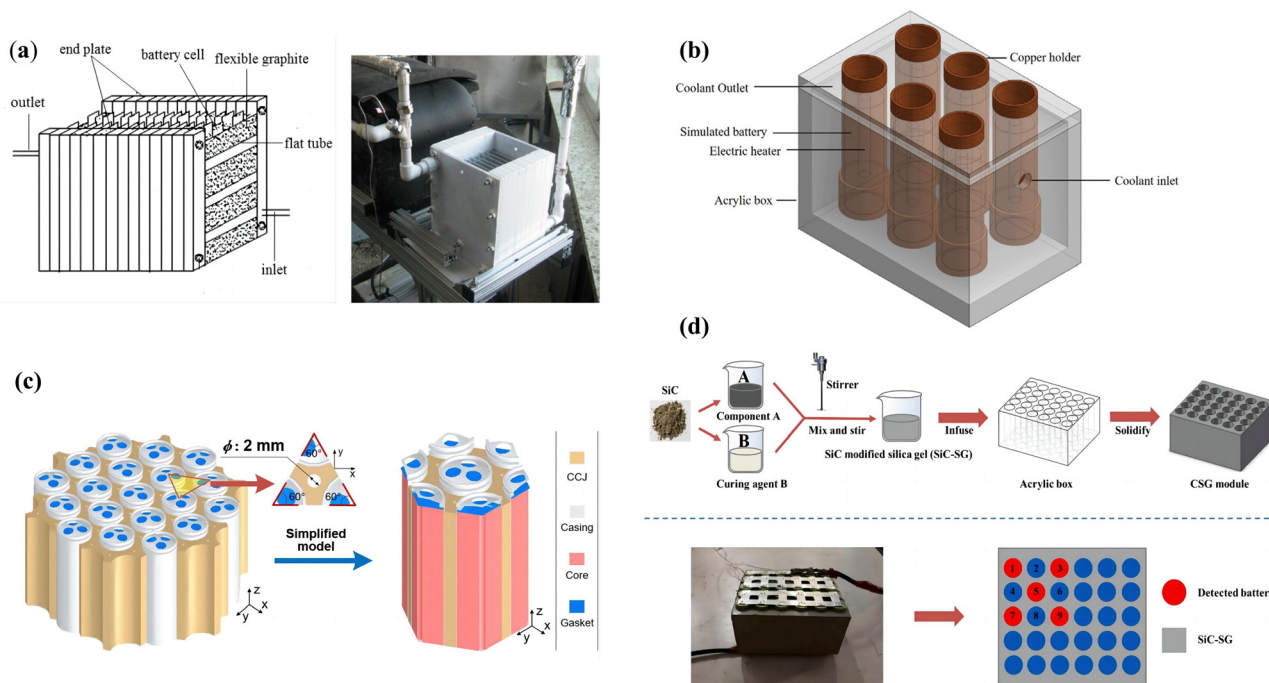 (a)
end plate
battery cell
flexible graphite
outlet
flat tube
inlet
(b)
Copper holder
Coolant Outlet
Simulated battery
Electric heater
Coolant inlet
Acrylic box
(c)
ϕ: 2 mm
60°
y
x
60°
60°
Simplified
model
z
x
y
z
x
y
CCJ
Casing
Core
Gasket
(d)
SiC
A
Component A
B
Curing agent B
Stirrer
Mix and stir
SiC modified silica gel (SiC-SG)
Infuse
Acrylic box
Solidify
CSG module
1 2 3
4 5 6
7 8 9
Detected batter
SiC-SG